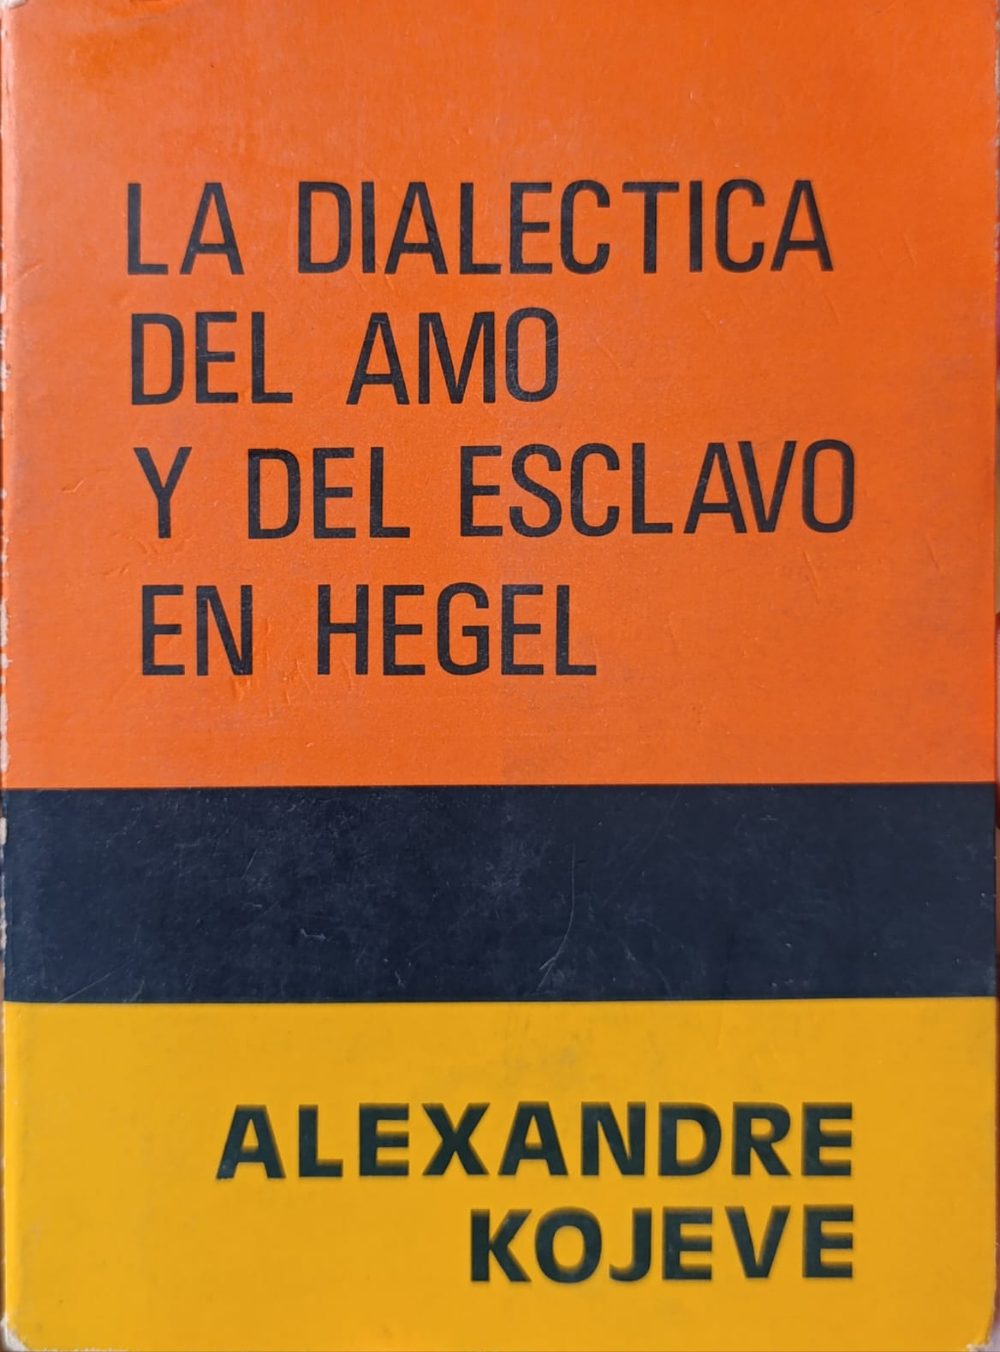 LA DIALECTICA
DEL AMO
Y DEL ESCLAVO
EN HEGEL
ALEXANDRE
KOJEVE